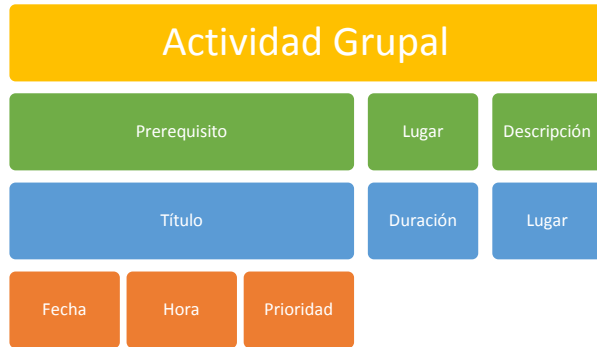 Actividad Grupal
Prerequisito Lugar Descripción
Título Duración Lugar
Fecha Hora Prioridad